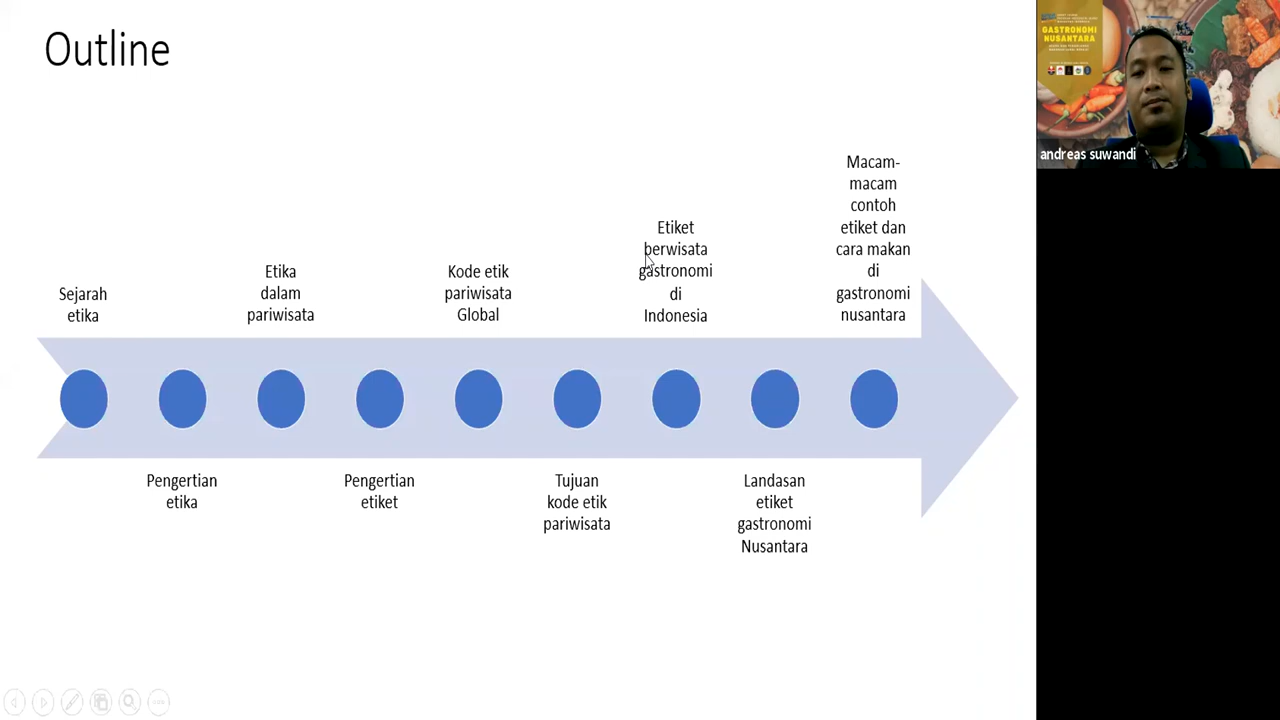 Outline
Sejarah
etika
Pengertian
etika
Etika
dalam
pariwisata
Pengertian
etiket
Kode etik
pariwisata
Global
Tujuan
kode etik
pariwisata
Etiket
berwisata
gastronomi
di
Indonesia
Landasan
etiket
gastronomi
Nusantara
Macam-
macam
contoh
etiket dan
cara makan
di
gastronomi
nusantara
GASTRONOMI
NUSANTARA
andreas suwandi